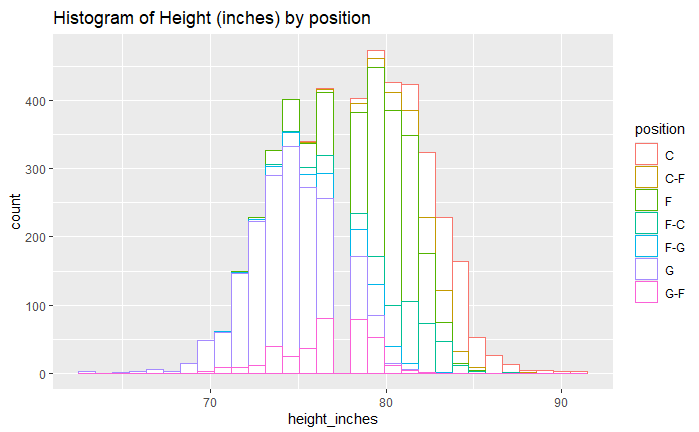 Histogram of Height (inches) by position
count
400
300
200
100
0
70
80
90
height_inches
position
C
C-F
F
F-C
F-G
G
G-F